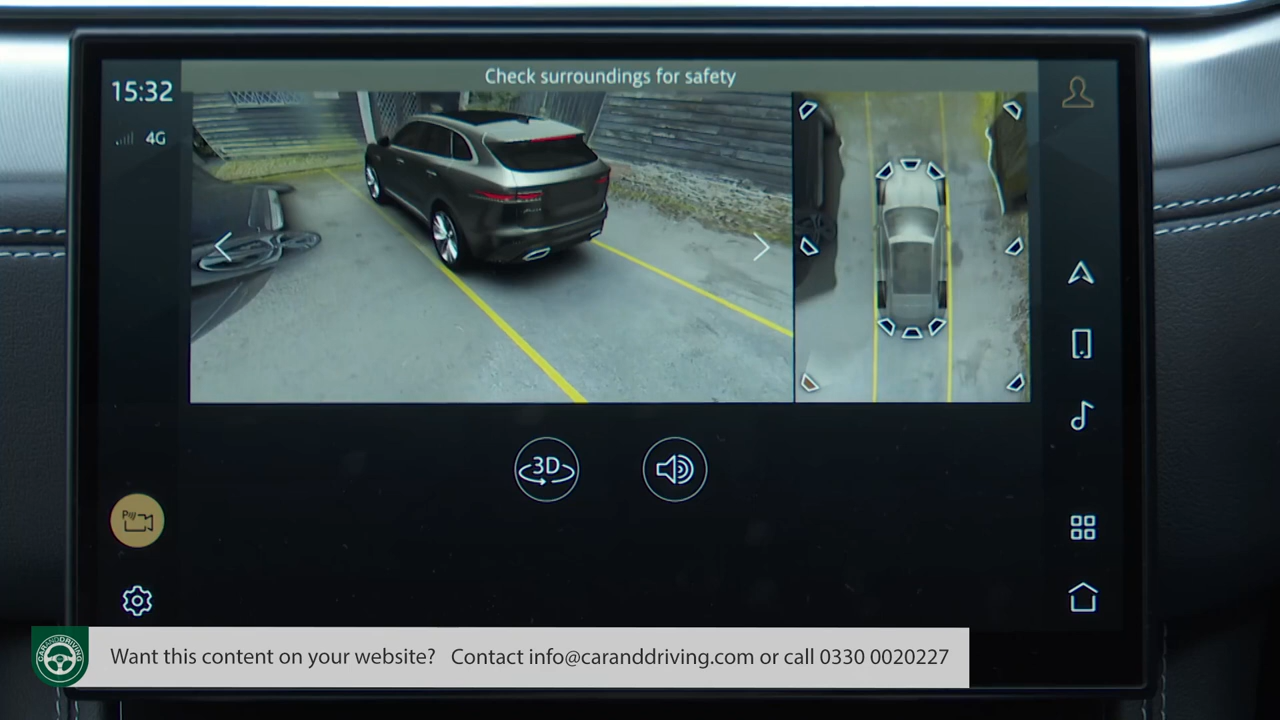 Check surroundings for safety
15:32
4G
3D
P
CARANDDRIVING
Want this content on your website? Contact info@caranddriving.com or call 0330 0020227